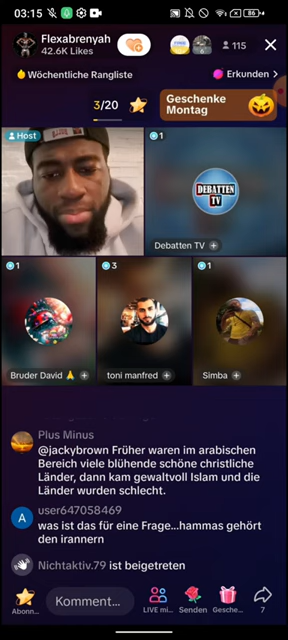 03:15
86
Flexabrenyah
42.6K Likes
115
Wöchentliche Rangliste
Erkunden >
3/20
Geschenke
Montag
Host
1
DEBATTEN
TV
Debatten TV
1
3
1
Bruder David 🙏
toni manfred
Simba
Plus Minus
@jackybrown Früher waren im arabischen
Bereich viele blühende schöne christliche
Länder, dann kam gewaltvoll Islam und die
Länder wurden schlecht.
A
user647058469
was ist das für eine Frage...hammas gehört
den irannern
Nichtaktiv.79 ist beigetreten
Abonn...
Komment...
LIVE mi...
Senden
Gesche...
7